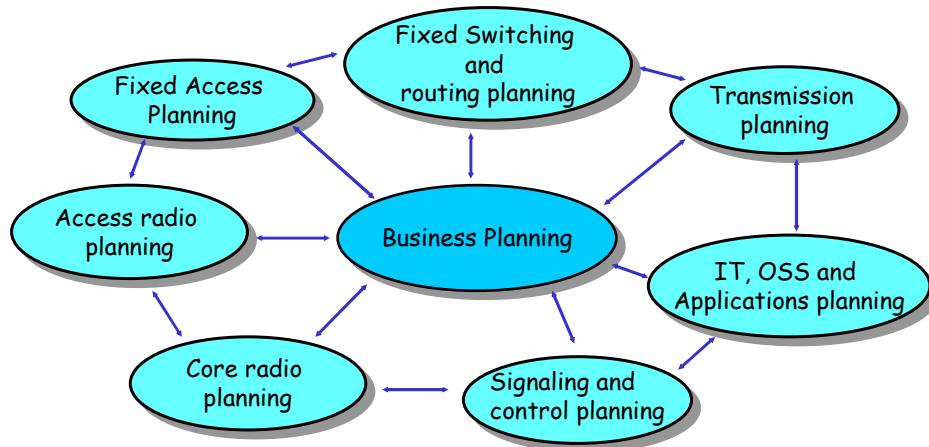 Fixed Switching
and
routing planning
Fixed Access
Planning
Transmission
planning
Access radio
planning
Business Planning
IT, OSS and
Applications planning
Core radio
planning
Signaling and
control planning